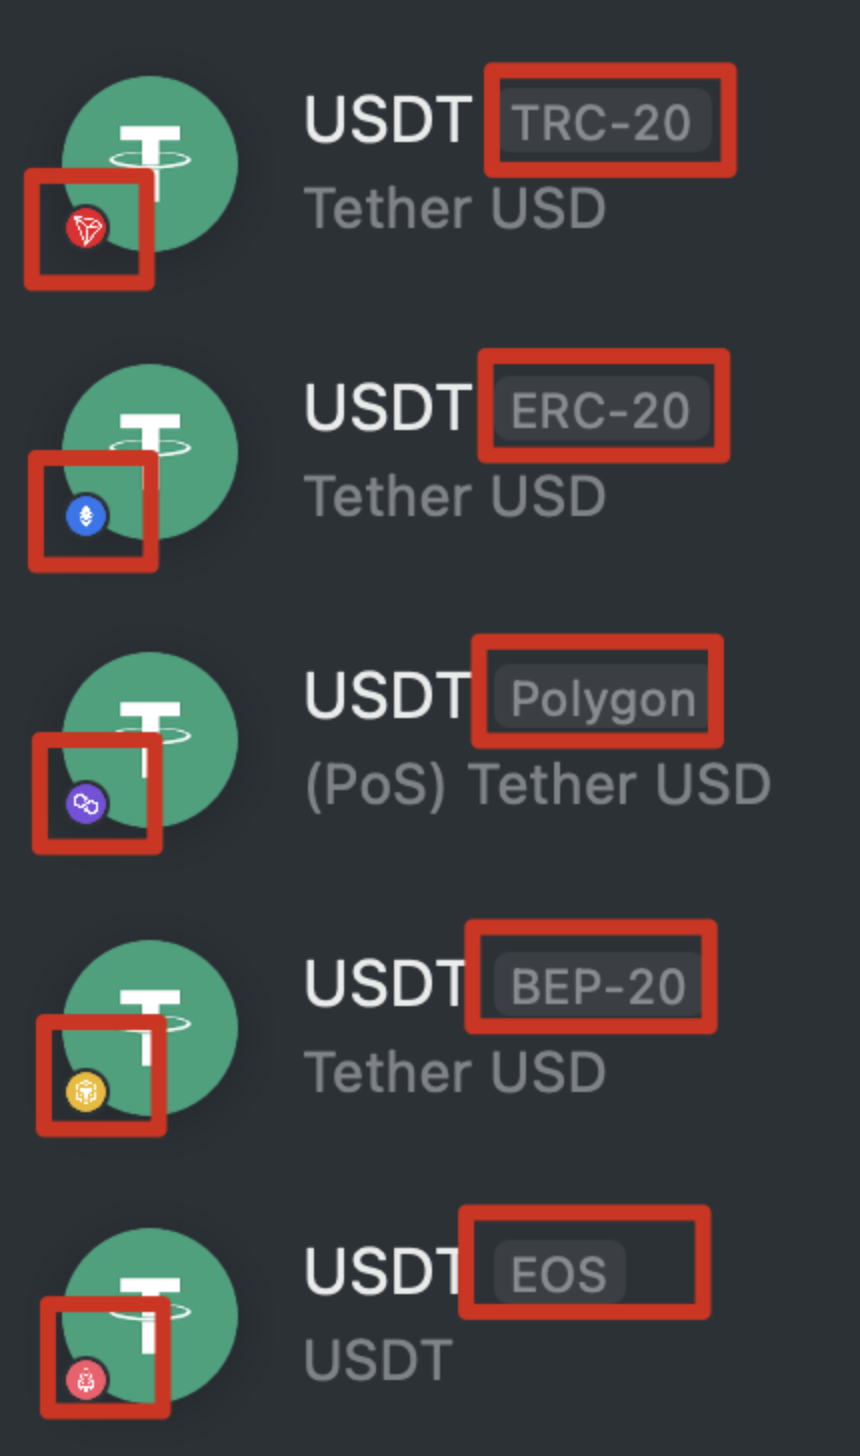 USDT TRC-20
Tether USD
USDT ERC-20
Tether USD
USDT Polygon
(PoS) Tether USD
USDT BEP-20
Tether USD
USDT EOS
USDT